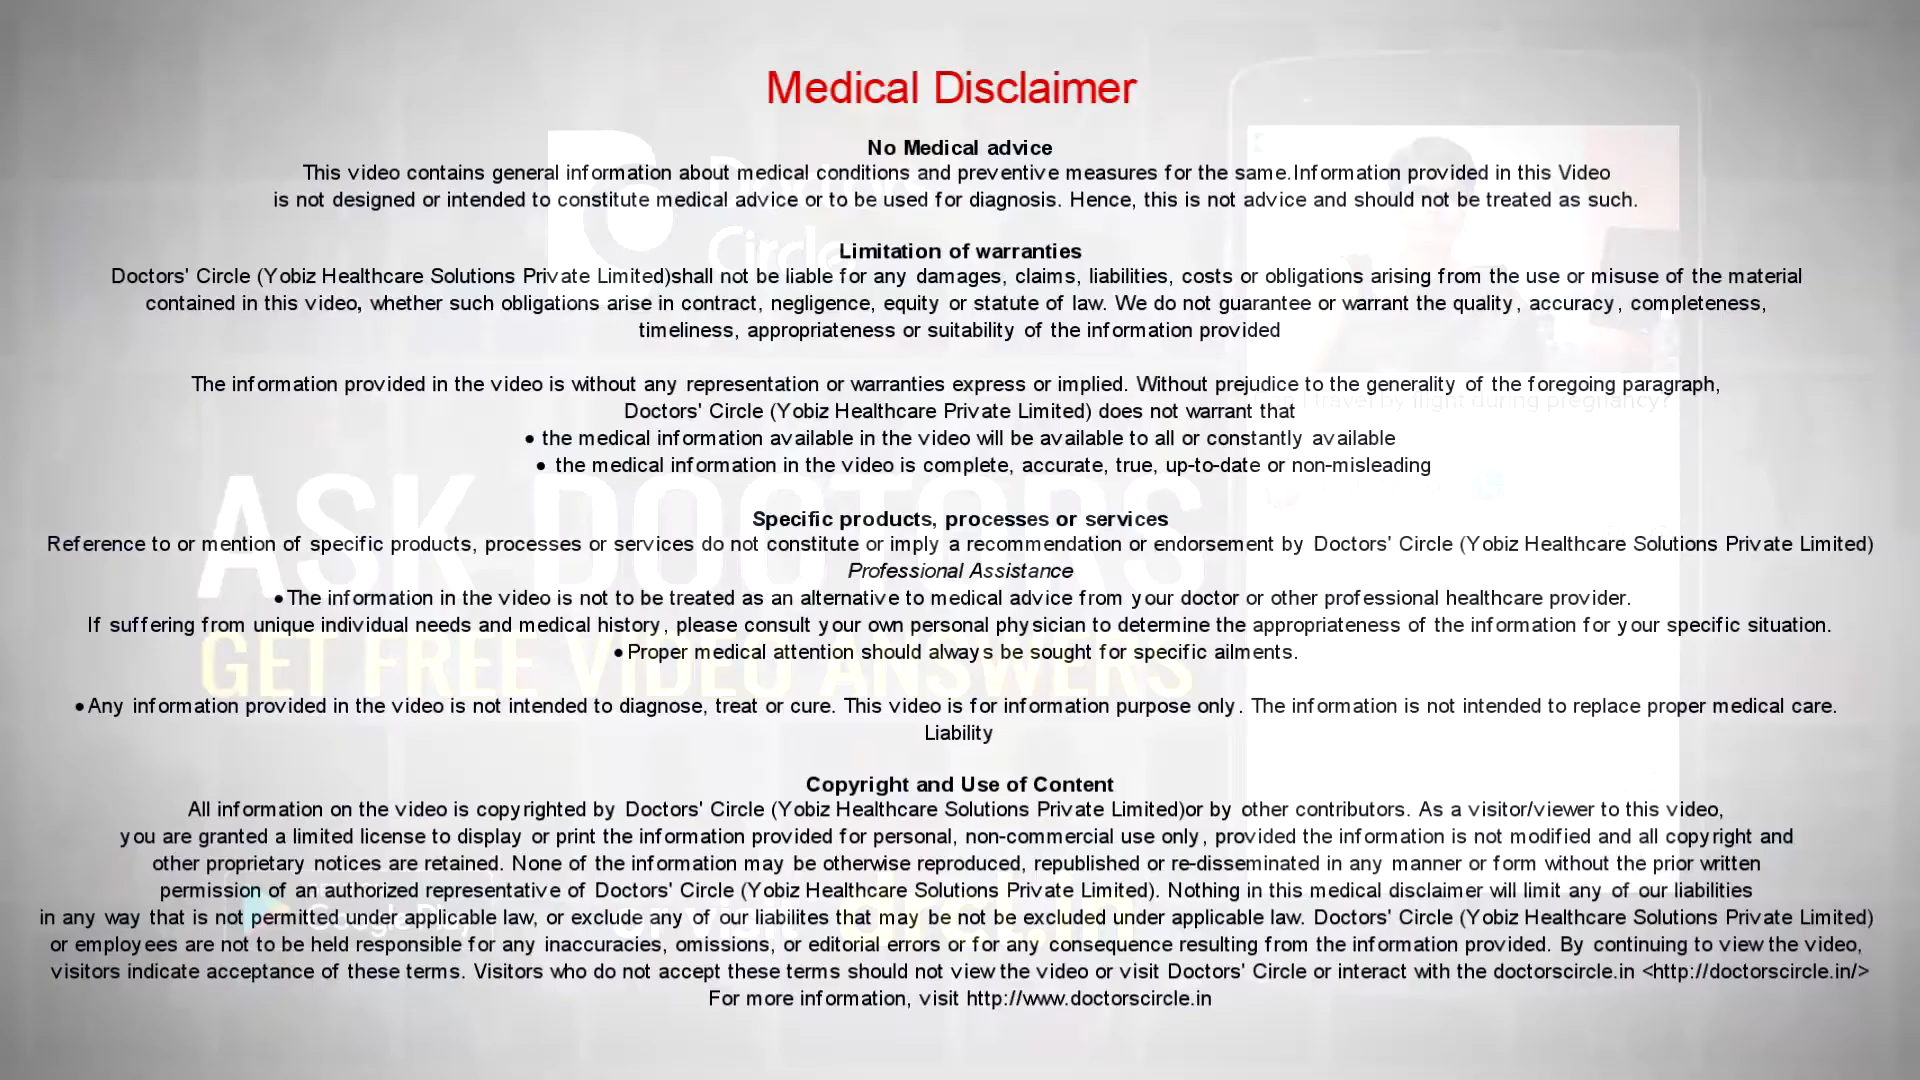 Medical Disclaimer
No Medical advice
This video contains general information about medical conditions and preventive measures for the same.Information provided in this Video
is not designed or intended to constitute medical advice or to be used for diagnosis. Hence, this is not advice and should not be treated as such.
Doctors'
Circle
Limitation of warranties
Doctors' Circle (Yobiz Healthcare Solutions Private Limited)shall not be liable for any damages, claims, liabilities, costs or obligations arising from the use or misuse of the material
contained in this video, whether such obligations arise in contract, negligence, equity or statute of law. We do not guarantee or warrant the quality, accuracy, completeness,
timeliness, appropriateness or suitability of the information provided
The information provided in the video is without any representation or warranties express or implied. Without prejudice to the generality of the foregoing paragraph,
Can I travel by flight during pregnancy?
Doctors' Circle (Yobiz Healthcare Private Limited) does not warrant that
• the medical information available in the video will be available to all or constantly available
• the medical information in the video is complete, accurate, true, up-to-date or non-misleading
ASK DOCTORS
Specific products, processes or services
Reference to or mention of specific products, processes or services do not constitute or imply a recommendation or endorsement by Doctors' Circle (Yobiz Healthcare Solutions Private Limited)
Professional Assistance
•The information in the video is not to be treated as an alternative to medical advice from your doctor or other professional healthcare provider.
If suffering from unique individual needs and medical history, please consult your own personal physician to determine the appropriateness of the information for your specific situation.
•Proper medical attention should always be sought for specific ailments.
GET FREE VIDEO ANSWERS
•Any information provided in the video is not intended to diagnose, treat or cure. This video is for information purpose only. The information is not intended to replace proper medical care.
Liability
Copyright and Use of Content
All information on the video is copyrighted by Doctors' Circle (Yobiz Healthcare Solutions Private Limited)or by other contributors. As a visitor/viewer to this video,
you are granted a limited license to display or print the information provided for personal, non-commercial use only, provided the information is not modified and all copyright and
other proprietary notices are retained. None of the information may be otherwise reproduced, republished or re-disseminated in any manner or form without the prior written
permission of an authorized representative of Doctors' Circle (Yobiz Healthcare Solutions Private Limited). Nothing in this medical disclaimer will limit any of our liabilities
in any way that is not permitted under applicable law, or exclude any of our liabilites that may be not be excluded under applicable law. Doctors' Circle (Yobiz Healthcare Solutions Private Limited)
Google Play
or visit drcl.in
or employees are not to be held responsible for any inaccuracies, omissions, or editorial errors or for any consequence resulting from the information provided. By continuing to view the video,
visitors indicate acceptance of these terms. Visitors who do not accept these terms should not view the video or visit Doctors' Circle or interact with the doctorscircle.in <http://doctorscircle.in/>
For more information, visit http://www.doctorscircle.in